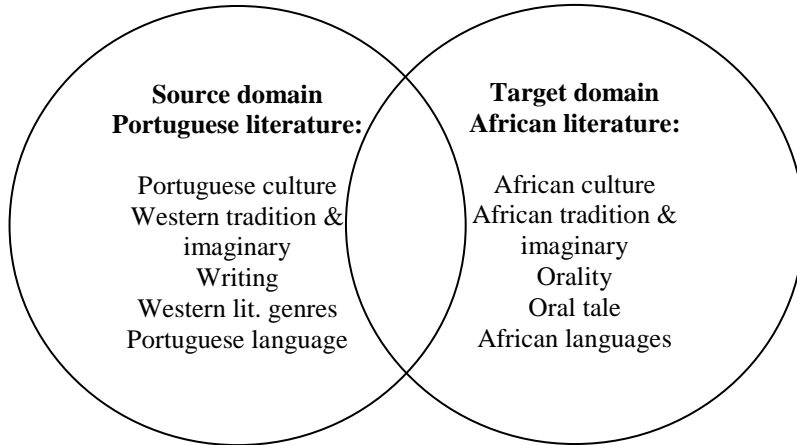 Source domain
Portuguese literature:
Portuguese culture
Western tradition &
imaginary
Writing
Western lit. genres
Portuguese language
Target domain
African literature:
African culture
African tradition &
imaginary
Orality
Oral tale
African languages